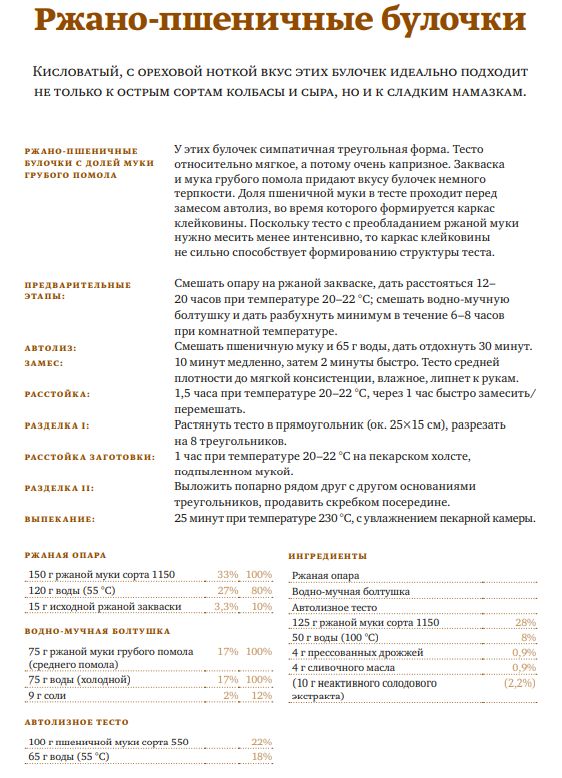 Ржано-пшеничные булочки
Кисловатый, с ореховой ноткой вкус этих булочек идеально подходит
не только к острым сортам колбасы и сыра, но и к сладким намазкам.
Ржано-пшеничные
булочки с долей муки
грубого помола
У этих булочек симпатичная треугольная форма. Тесто
относительно мягкое, а потому очень капризное. Закваска
и мука грубого помола придают вкусу булочек немного
терпкости. Доля пшеничной муки в тесте проходит перед
замесом автолиз, во время которого формируется каркас
клейковины. Поскольку тесто с преобладанием ржаной муки
нужно месить менее интенсивно, то каркас клейковины
не сильно способствует формированию структуры теста.
Предварительные
этапы:
Смешать опару на ржаной закваске, дать расстояться 12–
20 часов при температуре 20–22 °C; смешать водно-мучную
болтушку и дать разбухнуть минимум в течение 6–8 часов
при комнатной температуре.
Автолиз: Смешать пшеничную муку и 65 г воды, дать отдохнуть 30 минут.
Замес: 10 минут медленно, затем 2 минуты быстро. Тесто средней
плотности до мягкой консистенции, влажное, липнет к рукам.
Расстойка: 1,5 часа при температуре 20–22 °C, через 1 час быстро замесить/
перемешать.
Разделка I: Растянуть тесто в прямоугольник (ок. 25×15 см), разрезать
на 8 треугольников.
Расстойка заготовки: 1 час при температуре 20–22 °C на пекарском холсте,
подпыленном мукой.
Разделка II: Выложить попарно рядом друг с другом основаниями
треугольников, продавить скребком посередине.
Выпекание: 25 минут при температуре 230 °C, с увлажнением пекарной камеры.
Ржаная опара
150 г ржаной муки сорта 1150 33% 100%
120 г воды (55 °C) 27% 80%
15 г исходной ржаной закваски 3,3% 10%
Водно-мучная болтушка
75 г ржаной муки грубого помола 17% 100%
(среднего помола)
75 г воды (холодной) 17% 100%
9 г соли 2% 12%
Автолизное тесто
100 г пшеничной муки сорта 550 22%
65 г воды (55 °C) 18%
Ингредиенты
Ржаная опара
Водно-мучная болтушка
Автолизное тесто
125 г ржаной муки сорта 1150 28%
50 г воды (100 °C) 8%
4 г прессованных дрожжей 0,9%
4 г сливочного масла 0,9%
(10 г неактивного солодового (2,2%)
экстракта)